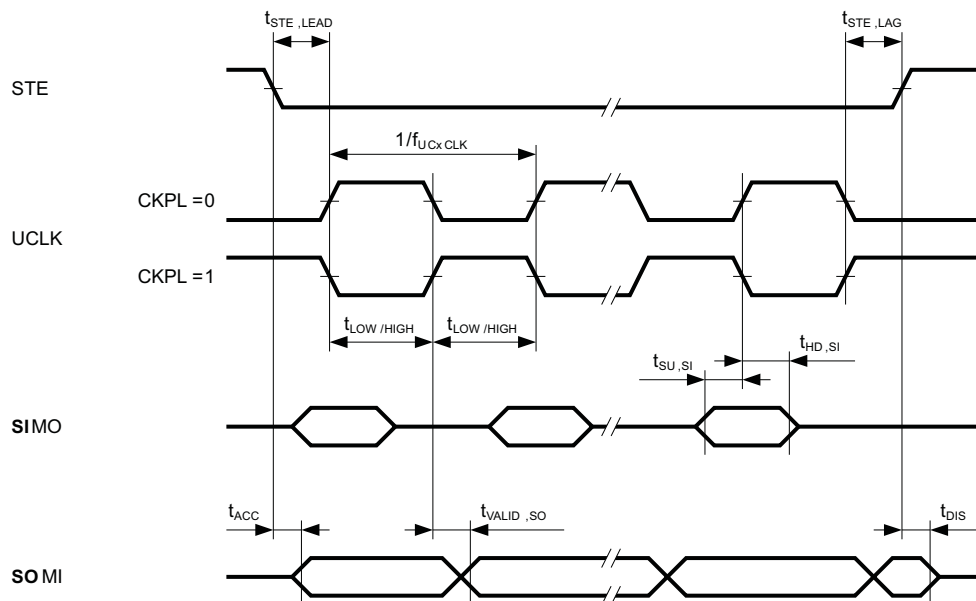 tSTE,LEAD
tSTE,LAG
STE
1/fUCxCLK
CKPL=0
UCLK
CKPL=1
tLOW/HIGH tLOW/HIGH
tHD,SI
tSU,SI
SIMO
tACC
tVALID,SO
tDIS
SOMI